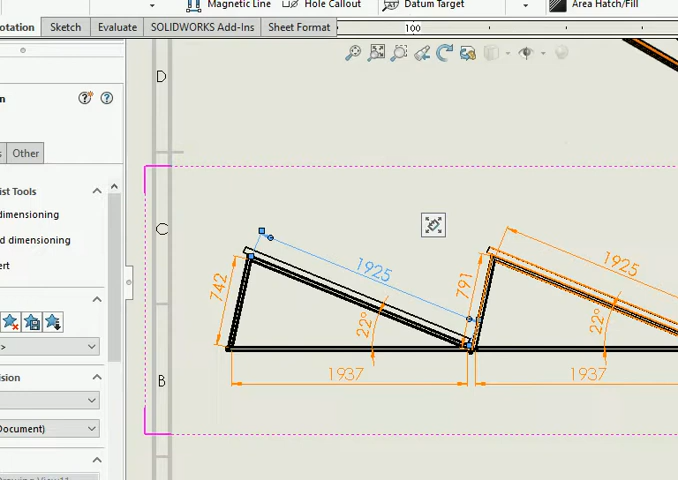 Magnetic Line
Hole Callout
Datum Target
Area Hatch/Fill
otation
Sketch
Evaluate
SOLIDWORKS Add-Ins
Sheet Format
100
D
C
B
n
s
Other
ist Tools
dimensioning
d dimensioning
ert
>
ision
Document)
1925
742
22°
1937
791
1925
22°
1937